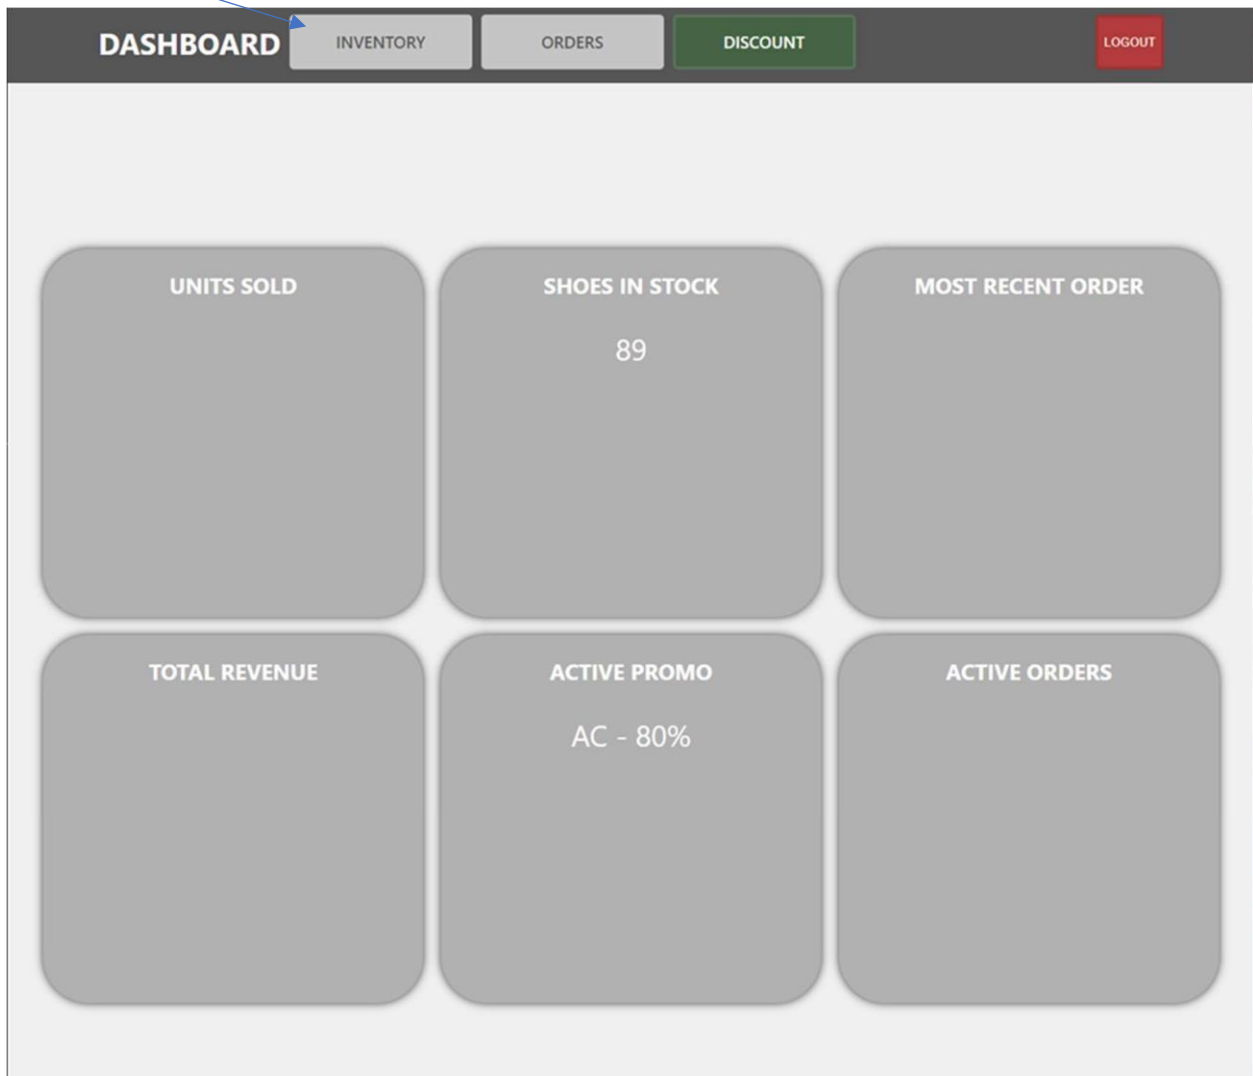 DASHBOARD INVENTORY ORDERS DISCOUNT LOGOUT
UNITS SOLD
SHOES IN STOCK
89
MOST RECENT ORDER
TOTAL REVENUE
ACTIVE PROMO
AC - 80%
ACTIVE ORDERS